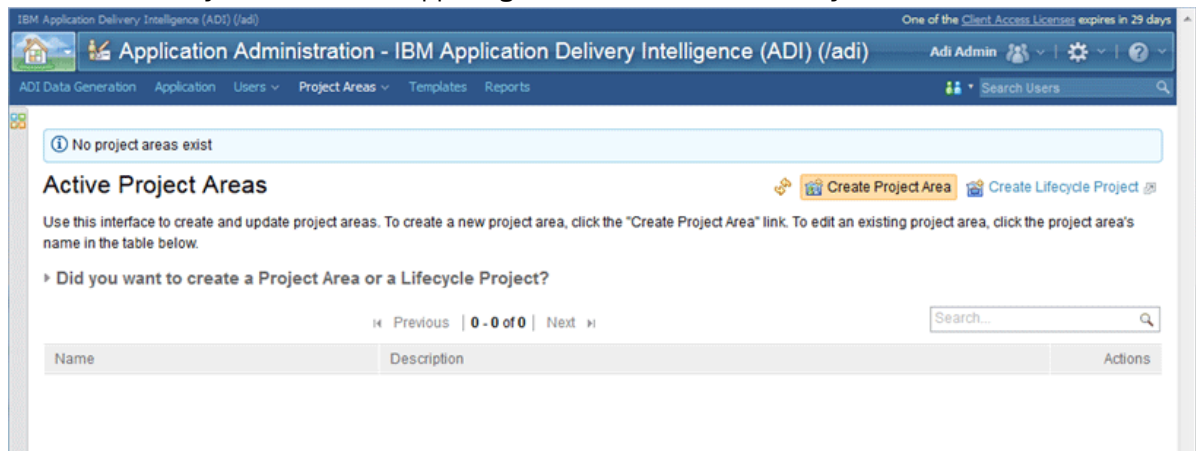 IBM Application Delivery Intelligence (ADI) (/adi) One of the Client Access Licenses expires in 29 days
Application Administration - IBM Application Delivery Intelligence (ADI) (/adi) Adi Admin
ADI Data Generation Application Users Project Areas Templates Reports Search Users
No project areas exist
Active Project Areas Create Project Area Create Lifecycle Project
Use this interface to create and update project areas. To create a new project area, click the "Create Project Area" link. To edit an existing project area, click the project area's
name in the table below.
Did you want to create a Project Area or a Lifecycle Project?
Previous | 0 - 0 of 0 | Next Search...
Name Description Actions